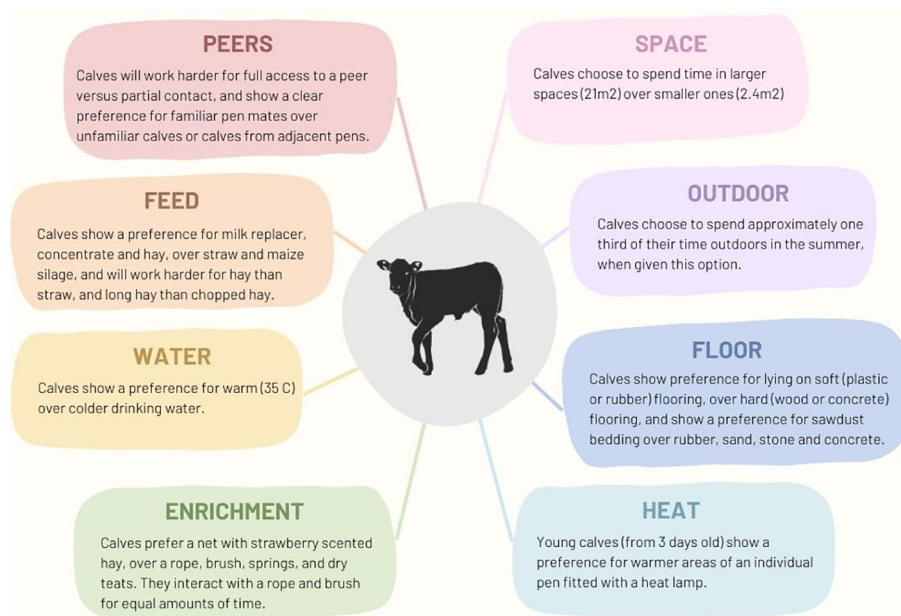 PEERS
Calves will work harder for full access to a peer
versus partial contact, and show a clear
preference for familiar pen mates over
unfamiliar calves or calves from adjacent pens.
SPACE
Calves choose to spend time in larger
spaces (21m2) over smaller ones (2.4m2)
FEED
Calves show a preference for milk replacer,
concentrate and hay, over straw and maize
silage, and will work harder for hay than
straw, and long hay than chopped hay.
OUTDOOR
Calves choose to spend approximately one
third of their time outdoors in the summer,
when given this option.
WATER
Calves show a preference for warm (35 C)
over colder drinking water.
FLOOR
Calves show preference for lying on soft (plastic
or rubber) flooring, over hard (wood or concrete)
flooring, and show a preference for sawdust
bedding over rubber, sand, stone and concrete.
ENRICHMENT
Calves prefer a net with strawberry scented
hay, over a rope, brush, springs, and dry
teats. They interact with a rope and brush
for equal amounts of time.
HEAT
Young calves (from 3 days old) show a
preference for warmer areas of an individual
pen fitted with a heat lamp.